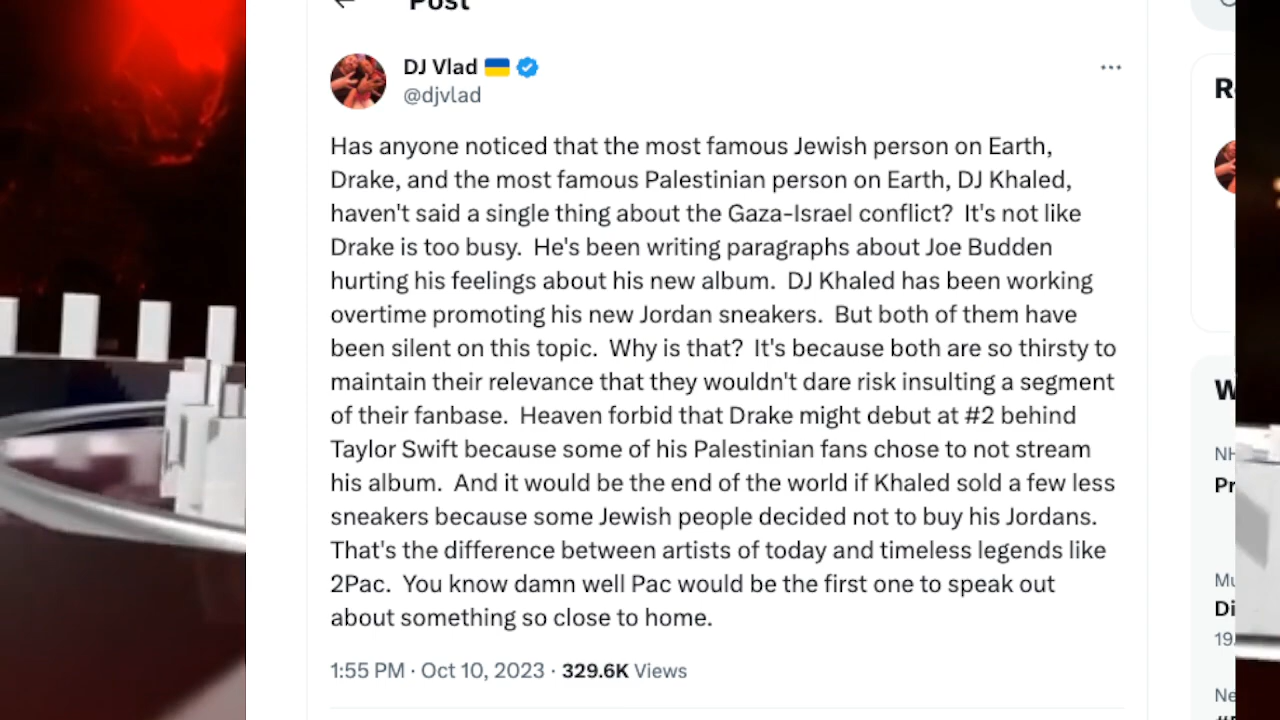 Post
DJ Vlad
@djvlad
Has anyone noticed that the most famous Jewish person on Earth,
Drake, and the most famous Palestinian person on Earth, DJ Khaled,
haven't said a single thing about the Gaza-Israel conflict?  It's not like
Drake is too busy.  He's been writing paragraphs about Joe Budden
hurting his feelings about his new album.  DJ Khaled has been working
overtime promoting his new Jordan sneakers.  But both of them have
been silent on this topic.  Why is that?  It's because both are so thirsty to
maintain their relevance that they wouldn't dare risk insulting a segment
of their fanbase.  Heaven forbid that Drake might debut at #2 behind
Taylor Swift because some of his Palestinian fans chose to not stream
his album.  And it would be the end of the world if Khaled sold a few less
sneakers because some Jewish people decided not to buy his Jordans.
That's the difference between artists of today and timeless legends like
2Pac.  You know damn well Pac would be the first one to speak out
about something so close to home.
1:55 PM · Oct 10, 2023 · 329.6K Views
R
W
NH
Pr
Mu
Di
19
Ne